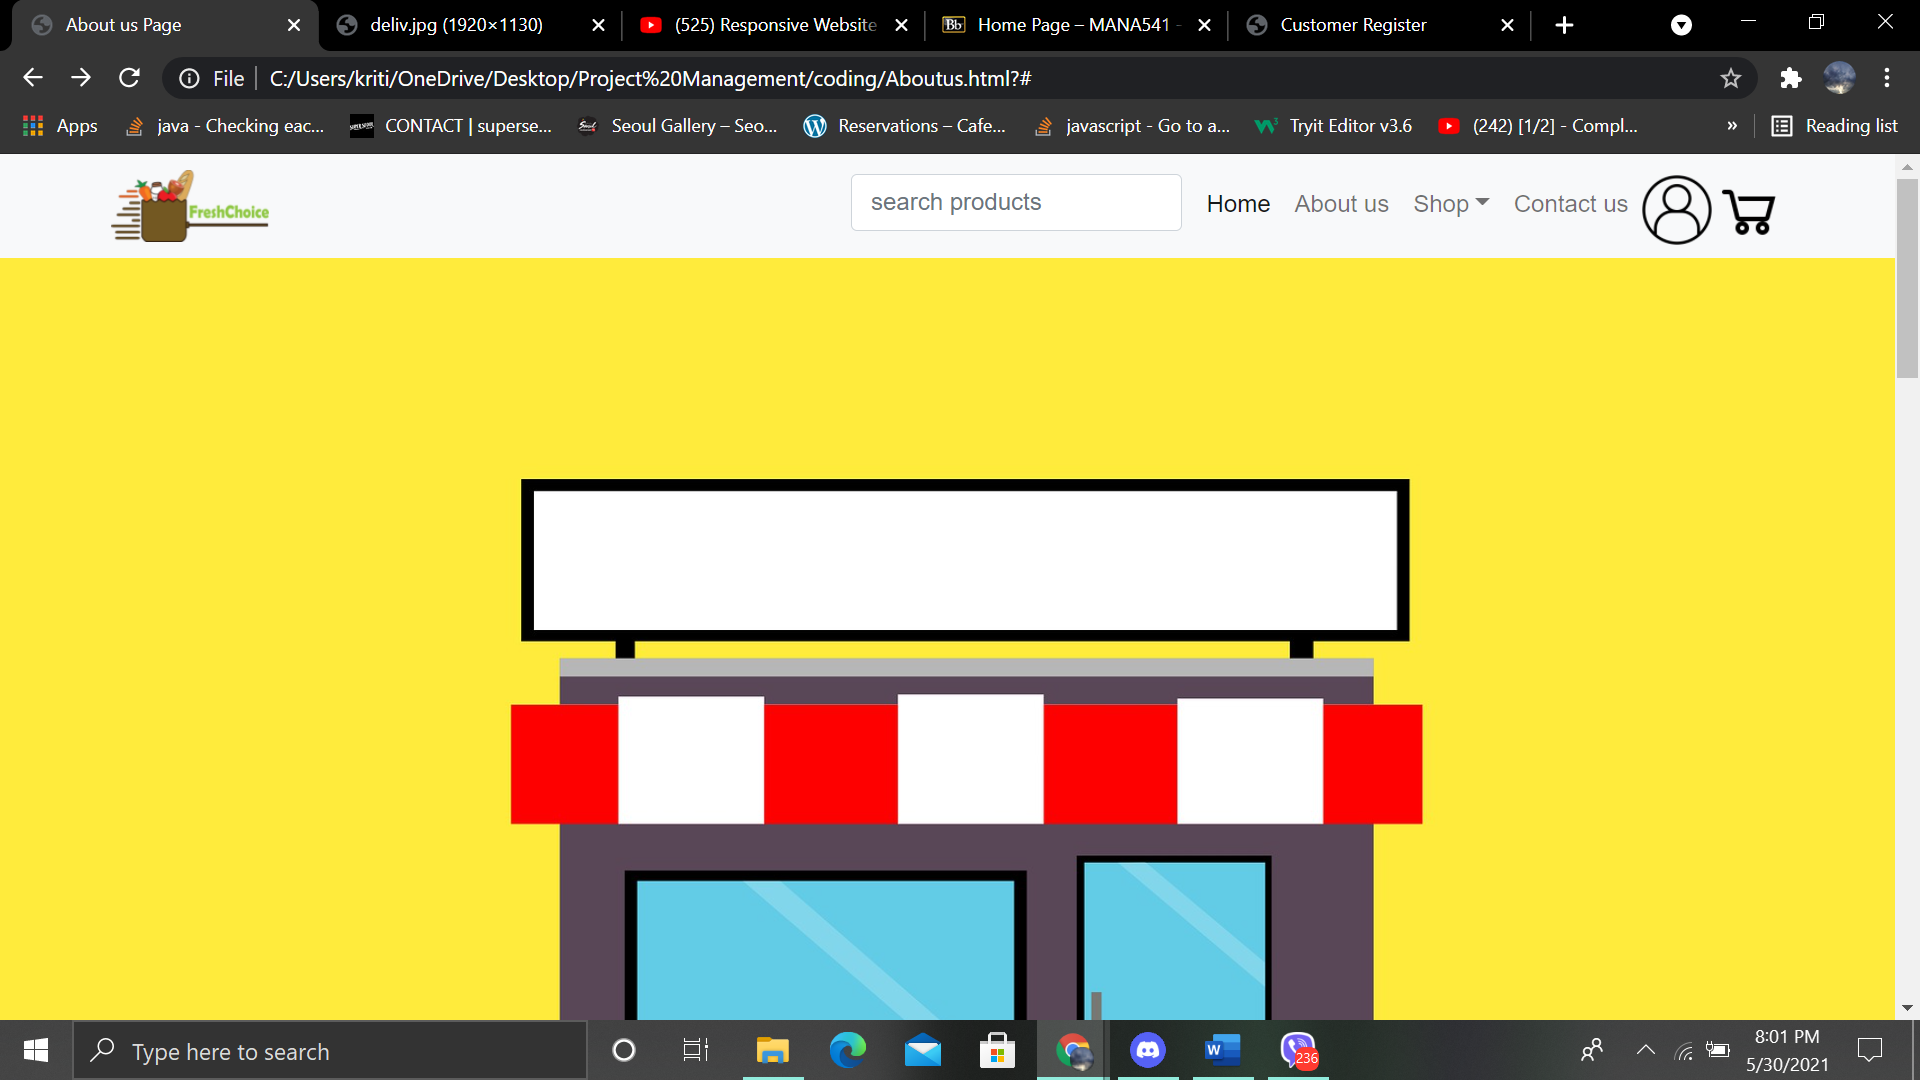 About us Page
deliv.jpg (1920×1130)
(525) Responsive Website
Home Page – MANA541 -
Customer Register
File
C:/Users/kriti/OneDrive/Desktop/Project%20Management/coding/Aboutus.html?#
Apps
java - Checking eac...
CONTACT | superse...
Seoul Gallery – Seo...
Reservations – Cafe...
javascript - Go to a...
Tryit Editor v3.6
(242) [1/2] - Compl...
»
Reading list
FreshChoice
search products
Home
About us
Shop
Contact us
Type here to search
236
8:01 PM
5/30/2021